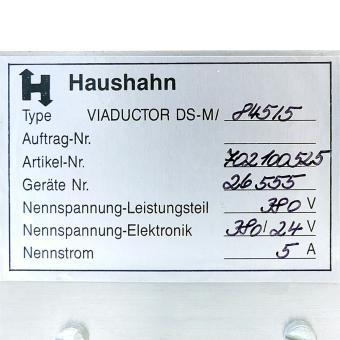 Haushahn
Type VIADUCTOR DS-M/ 84515
Auftrag-Nr.
Artikel-Nr. 702100525
Geräte Nr. 26555
Nennspannung-Leistungsteil 380 V
Nennspannung-Elektronik 380/24 V
Nennstrom 5 A